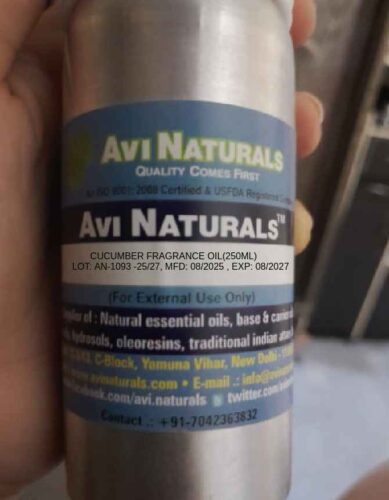 AVI NATURALS
QUALITY COMES FIRST
An ISO 9001: 2008 Certified & USFDA Registered
AVI NATURALS™
CUCUMBER FRAGRANCE OIL(250ML)
LOT: AN-1093 -25/27, MFD: 08/2025 , EXP: 08/2027
(For External Use Only)
of : Natural essential oils, base & carrier
hydrosols, oleoresins, traditional indian
C-Block, Yamuna Vihar, New Delhi -
www.avinaturals.com • E-mail .:
facebook.com/avi.naturals twitter.com/
Contact .: +91-7042363832